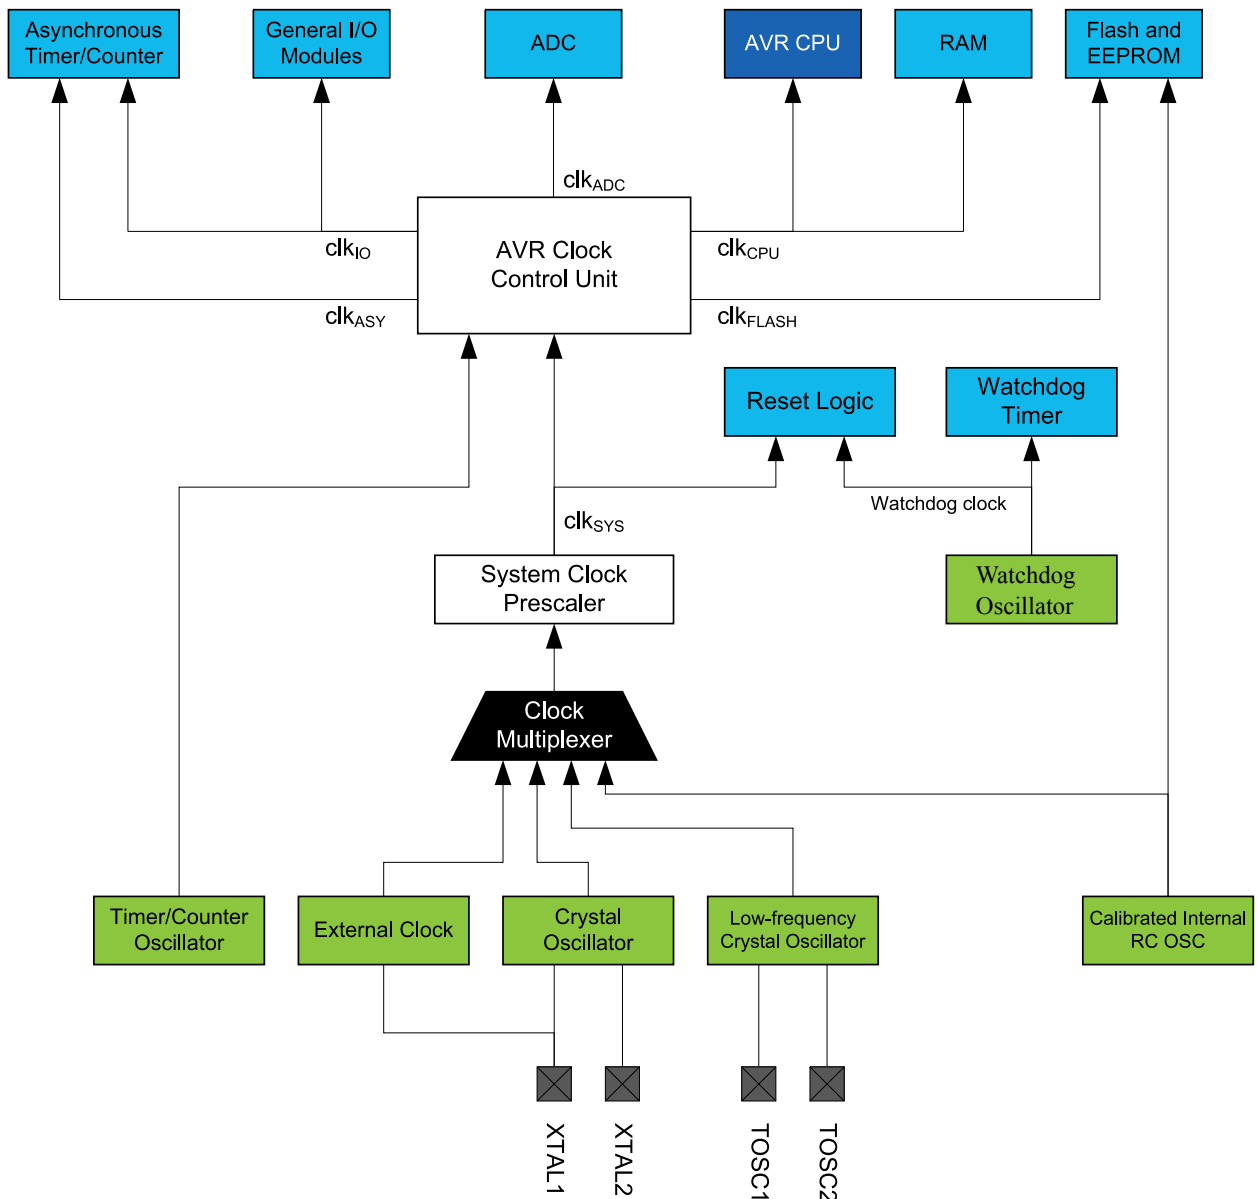 Asynchronous
Timer/Counter
General I/O
Modules
ADC
AVR CPU
RAM
Flash and
EEPROM
clkADC
AVR Clock
Control Unit
clkIO
clkCPU
clkASY
clkFLASH
Reset Logic
Watchdog
Timer
Watchdog clock
clkSYS
System Clock
Prescaler
Watchdog
Oscillator
Clock
Multiplexer
Timer/Counter
Oscillator
External Clock
Crystal
Oscillator
Low-frequency
Crystal Oscillator
Calibrated Internal
RC OSC
XTAL1
XTAL2
TOSC1
TOSC2